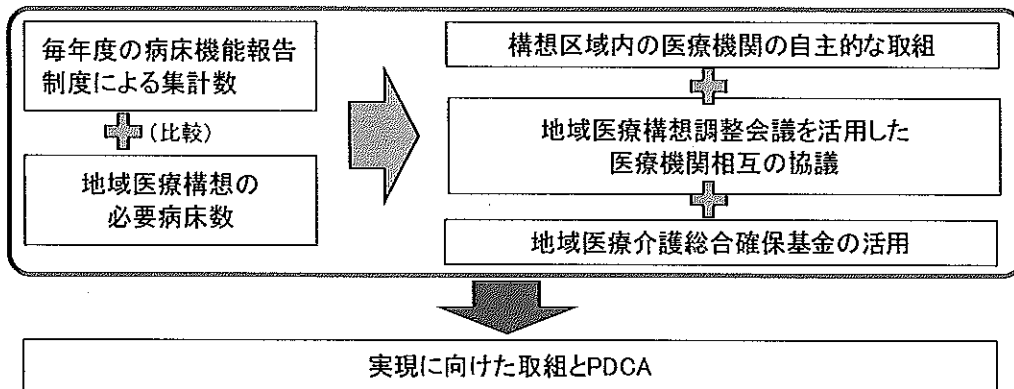 毎年度の病床機能報告
制度による集計数
(比較)
地域医療構想の
必要病床数
構想区域内の医療機関の自主的な取組
地域医療構想調整会議を活用した
医療機関相互の協議
地域医療介護総合確保基金の活用
実現に向けた取組とPDCA